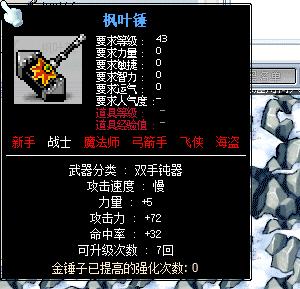 枫叶锤
要求等级： 43
要求力量： 0
要求敏捷： 0
要求智力： 0
要求运气： 0
要求人气度： -
道具等级： -
道具经验值： -
新手 战士 魔法师 弓箭手 飞侠 海盗
武器分类 : 双手钝器
攻击速度 : 慢
力量 : +5
攻击力 : +72
命中率 : +32
可升级次数 : 7回
金锤子已提高的强化次数: 0